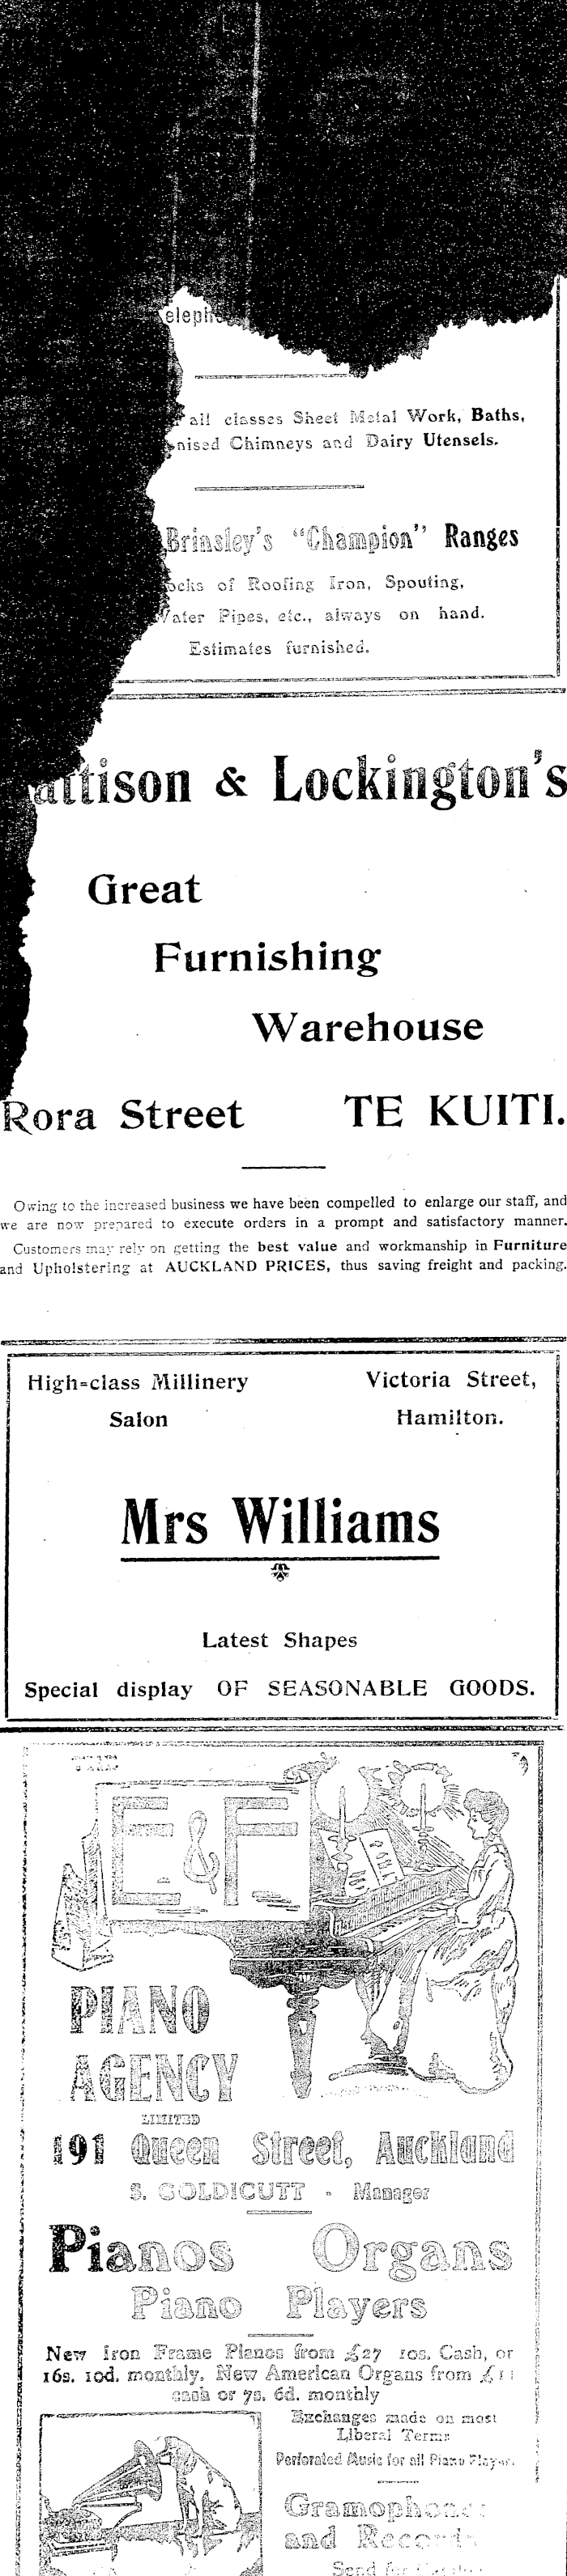 all classes Sheet Metal Work, Baths,
nised Chimneys and Dairy Utensels.
Brinsley's "Champion" Ranges
ocks of Roofing Iron, Spouting,
Water Pipes, etc., always on hand.
Estimates furnished.
attison & Lockington's
Great
Furnishing
Warehouse
Rora Street TE KUITI.
Owing to the increased business we have been compelled to enlarge our staff, and
we are now prepared to execute orders in a prompt and satisfactory manner.
Customers may rely on getting the best value and workmanship in Furniture
and Upholstering at AUCKLAND PRICES, thus saving freight and packing.
High-class Millinery Victoria Street,
Salon Hamilton.
Mrs Williams
Latest Shapes
Special display OF SEASONABLE GOODS.
E & F
PIANO
AGENCY
LIMITED
191 Queen Street, Auckland
S. COLDICUTT - Manager
Pianos Organs
Piano Players
New Iron Frame Pianos from £27 10s. Cash, or
16s. 10d. monthly. New American Organs from £11
cash or 7s. 6d. monthly
Exchanges made on most
Liberal Terms
Perforated Music for all Piano Players.
Gramophones
and Records
Send for